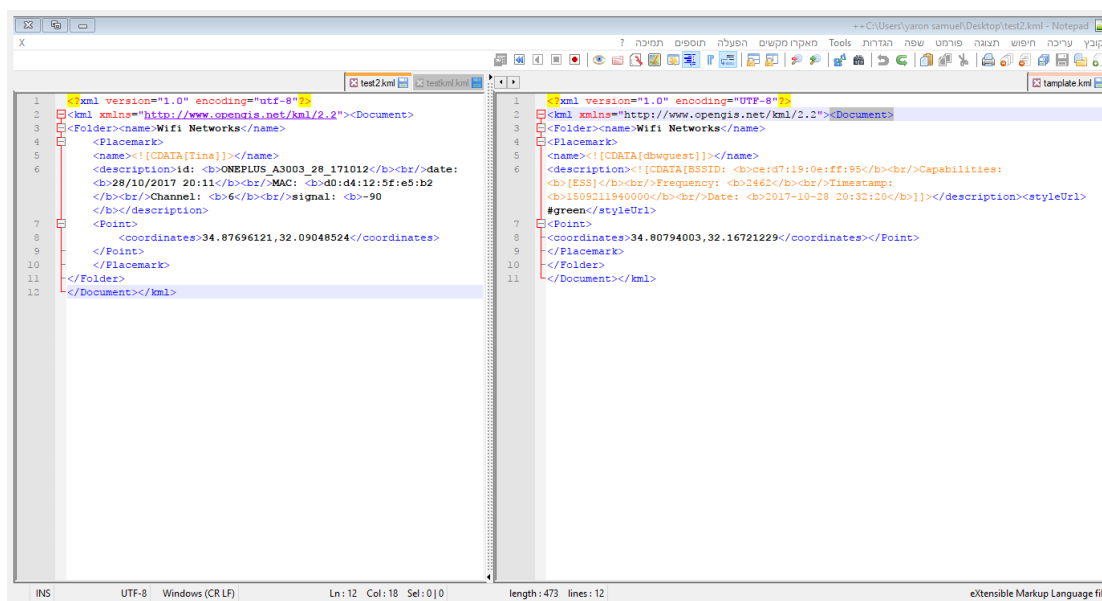 ++C:\Users\yaron samuel\Desktop\test2.kml - Notepad
קובץ עריכה חיפוש תצוגה פורמט שפה הגדרות Tools מאקרו מקשים הפעלה תוספים תמיכה ? X
test2.kml testkml.kml
1 <?xml version="1.0" encoding="utf-8"?>
2 <kml xmlns="http://www.opengis.net/kml/2.2"><Document>
3 <Folder><name>Wifi Networks</name>
4 <Placemark>
5 <name><![CDATA[Tina]]></name>
6 <description>id: <b>ONEPLUS_A3003_28_171012</b><br/>date:
<b>28/10/2017 20:11</b><br/>MAC: <b>d0:d4:12:5f:e5:b2
</b><br/>Channel: <b>6</b><br/>signal: <b>-90
</b></description>
7 <Point>
8 <coordinates>34.87696121,32.09048524</coordinates>
9 </Point>
10 </Placemark>
11 </Folder>
12 </Document></kml>
tamplate.kml
1 <?xml version="1.0" encoding="UTF-8"?>
2 <kml xmlns="http://www.opengis.net/kml/2.2"><Document>
3 <Folder><name>Wifi Networks</name>
4 <Placemark>
5 <name><![CDATA[dbwguest]]></name>
6 <description><![CDATA[BSSID: <b>ce:d7:19:0e:ff:95</b><br/>Capabilities:
<b>[ESS]</b><br/>Frequency: <b>2462</b><br/>Timestamp:
<b>1509211940000</b><br/>Date: <b>2017-10-28 20:32:20</b>]]></description><styleUrl>
#green</styleUrl>
7 <Point>
8 <coordinates>34.80794003,32.16721229</coordinates></Point>
9 </Placemark>
10 </Folder>
11 </Document></kml>
INS UTF-8 Windows (CR LF) Ln : 12 Col : 18 Sel : 0 | 0 length : 473 lines : 12 eXtensible Markup Language fil